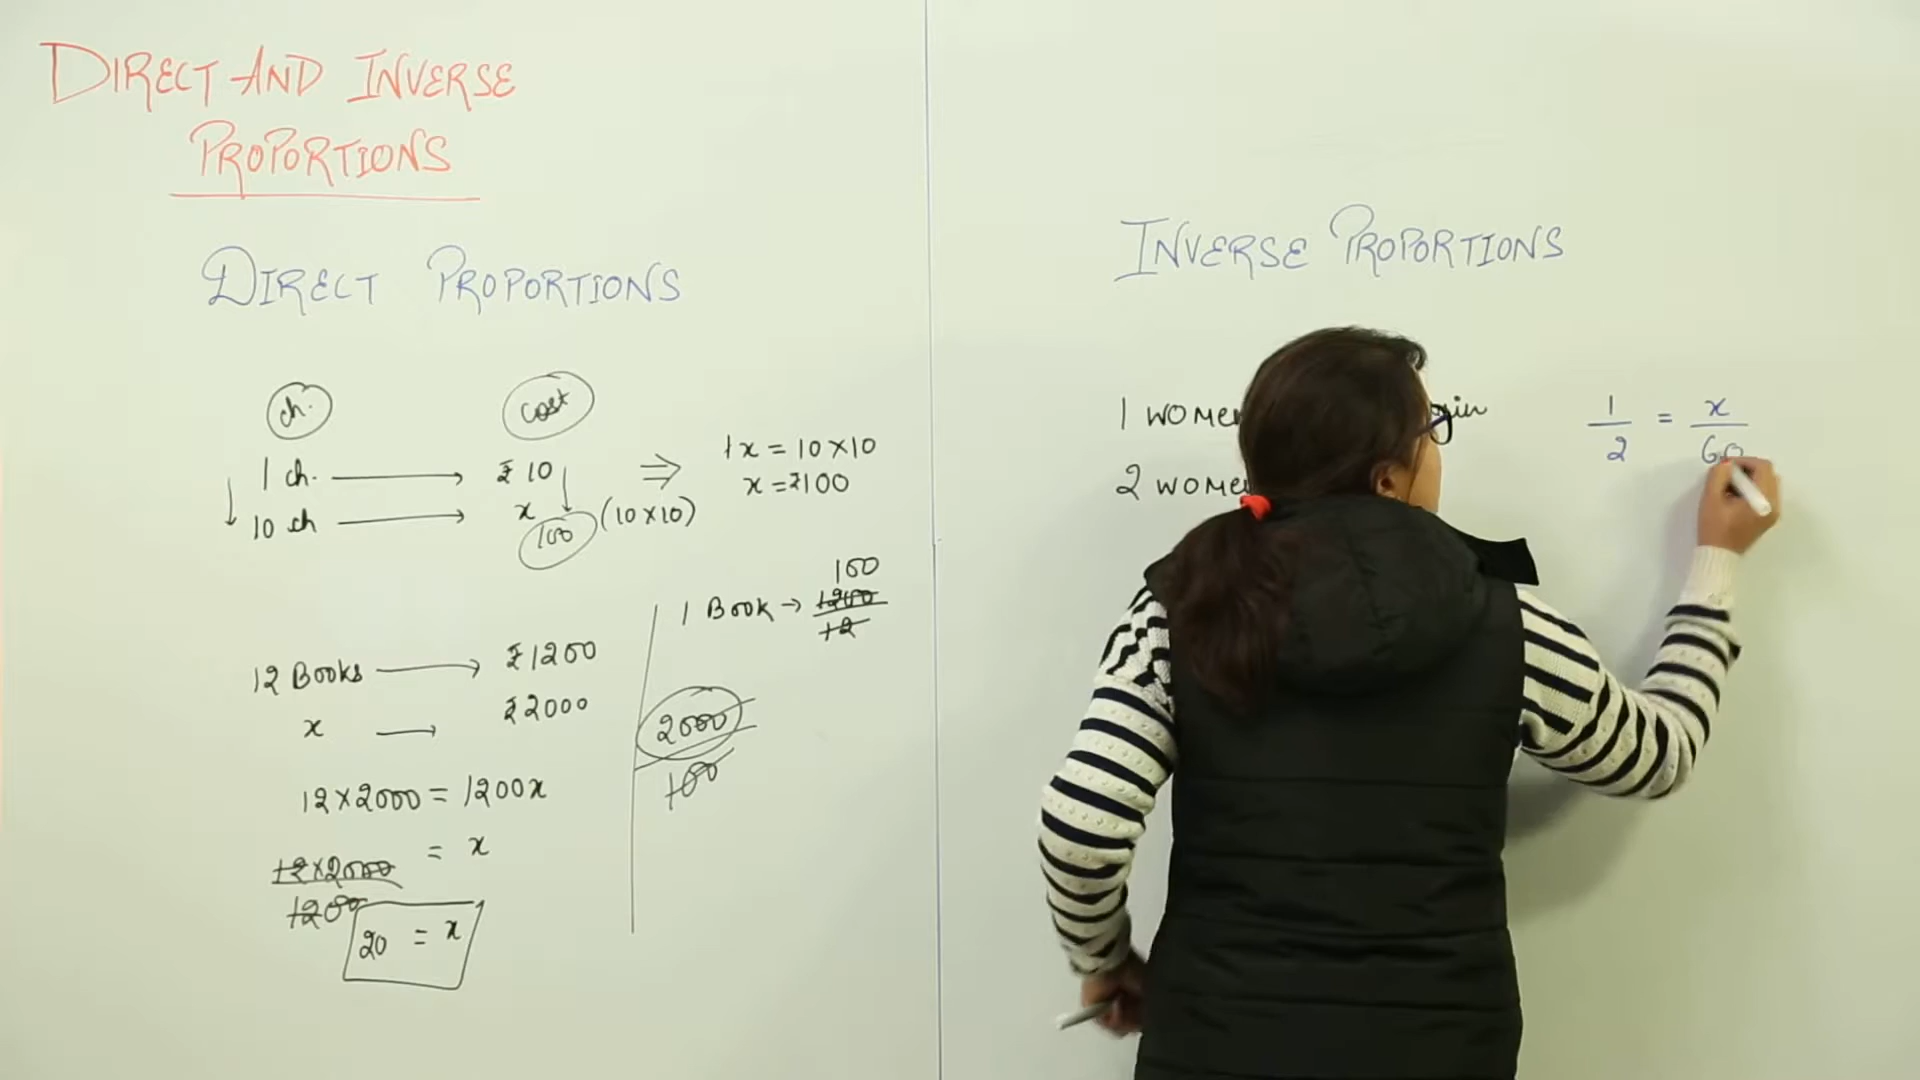 DIRECT AND INVERSE
PROPORTIONS
DIRECT PROPORTIONS
ch. cost
1 ch. → ₹ 10 ⇒ 1x = 10×10
10 ch → x (10×10) x = ₹100
100
12 Books → ₹1200
x → ₹2000
12×2000 = 1200x
12×2000 = x
1200
20 = x
100
1 Book → 1200
12
2000
100
INVERSE PROPORTIONS
1 women
2 women
1 = x
2 60